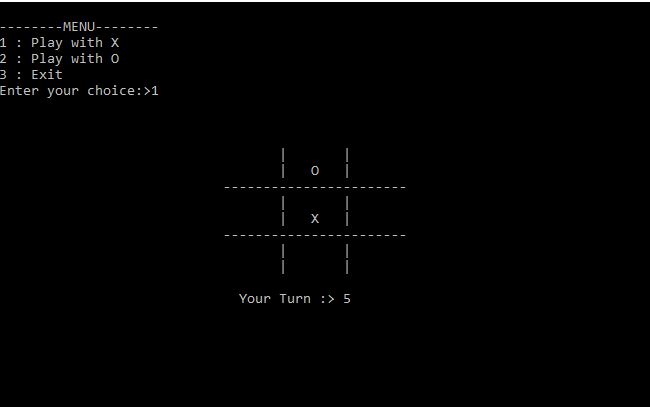 --------MENU--------
1 : Play with X
2 : Play with O
3 : Exit
Enter your choice:>1
| |
| O |
-----------------------
| |
| X |
-----------------------
| |
| |
Your Turn :> 5